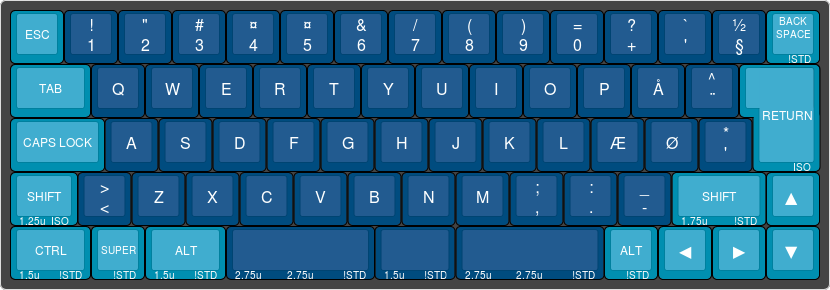 ESC ! " # ¤ ¤ & / ( ) = ? ` ½ BACK SPACE
1 2 3 4 5 6 7 8 9 0 + ' § !STD
TAB Q W E R T Y U I O P Å ^ ¨ RETURN
CAPS LOCK A S D F G H J K L Æ Ø * ' ISO
SHIFT > < Z X C V B N M ; , : . _ - SHIFT ▲
1.25u ISO 1.75u !STD
CTRL SUPER ALT ALT ◀ ▶ ▼
1.5u !STD !STD 1.5u !STD 2.75u 2.75u !STD 1.5u !STD 2.75u 2.75u !STD !STD